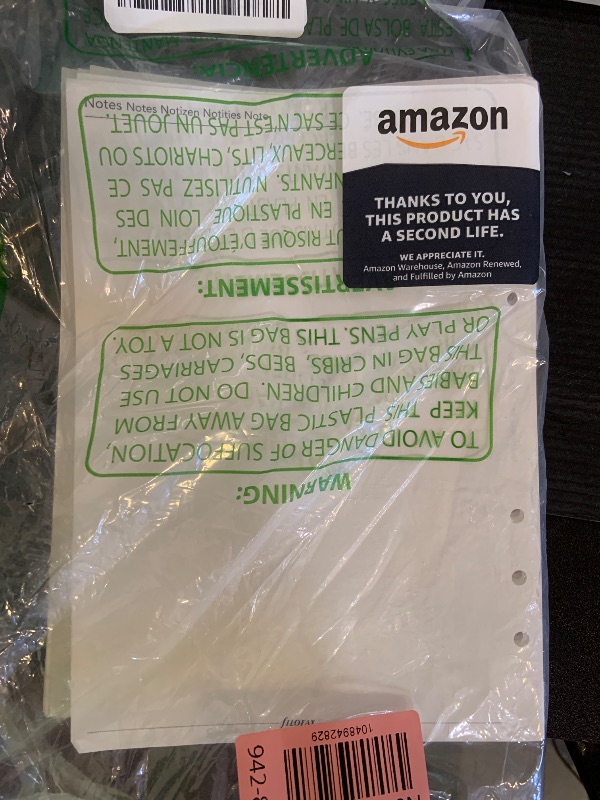 ADVERTENCIA:
Notes Notes Notizen Notities Note
amazon
THANKS TO YOU,
THIS PRODUCT HAS
A SECOND LIFE.
WE APPRECIATE IT.
Amazon Warehouse, Amazon Renewed,
and Fulfilled by Amazon
WARNING:
TO AVOID DANGER OF SUFFOCATION,
KEEP THIS PLASTIC BAG AWAY FROM
BABIES AND CHILDREN. DO NOT USE
THIS BAG IN CRIBS, BEDS, CARRIAGES
OR PLAY PENS. THIS BAG IS NOT A TOY.
AVERTISSEMENT:
RISQUE D'ÉTOUFFEMENT,
EN PLASTIQUE LOIN DES
ENFANTS. N'UTILISEZ PAS CE
BERCEAUX, LITS, CHARIOTS OU
CE SAC N'EST PAS UN JOUET.
filofax
1048942829
942-